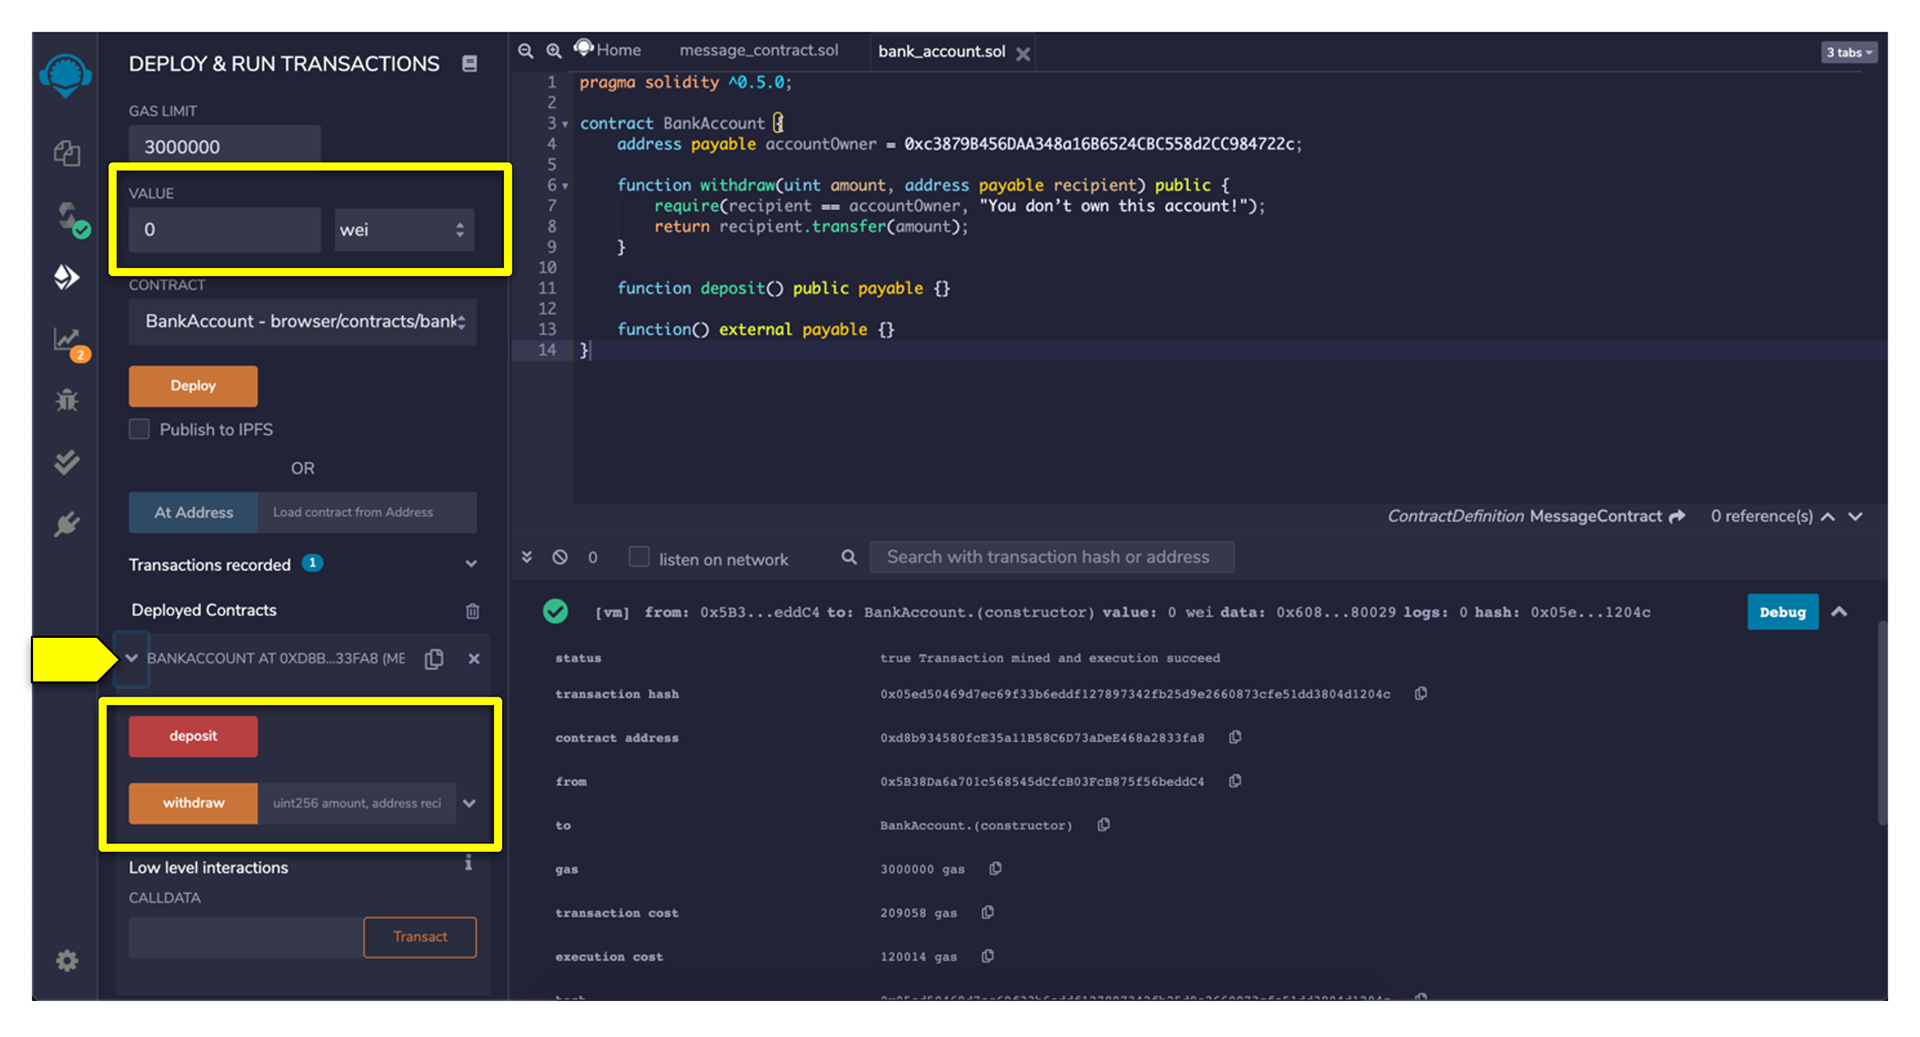 DEPLOY & RUN TRANSACTIONS
GAS LIMIT
3000000
VALUE
0
wei
CONTRACT
BankAccount - browser/contracts/bank
Deploy
Publish to IPFS
OR
At Address
Load contract from Address
Transactions recorded 1
Deployed Contracts
BANKACCOUNT AT 0XD8B...33FA8 (ME
deposit
withdraw
uint256 amount, address reci
Low level interactions
i
CALLDATA
Transact
2
Home
message_contract.sol
bank_account.sol
3 tabs
1 pragma solidity ^0.5.0;
2
3 contract BankAccount {
4 address payable accountOwner = 0xc3879B456DAA348a16B6524CBC558d2CC984722c;
5
6 function withdraw(uint amount, address payable recipient) public {
7 require(recipient == accountOwner, "You don't own this account!");
8 return recipient.transfer(amount);
9 }
10
11 function deposit() public payable {}
12
13 function() external payable {}
14 }
ContractDefinition MessageContract
0 reference(s)
0
listen on network
Search with transaction hash or address
[vm] from: 0x5B3...eddC4 to: BankAccount.(constructor) value: 0 wei data: 0x608...80029 logs: 0 hash: 0x05e...1204c
Debug
status true Transaction mined and execution succeed
transaction hash 0x05ed50469d7ec69f33b6eddf127897342fb25d9e2660873cfe51dd3804d1204c
contract address 0xd8b934580fcE35a11B58C6D73aDeE468a2833fa8
from 0x5B38Da6a701c568545dCfcB03FcB875f56beddC4
to BankAccount.(constructor)
gas 3000000 gas
transaction cost 209058 gas
execution cost 120014 gas